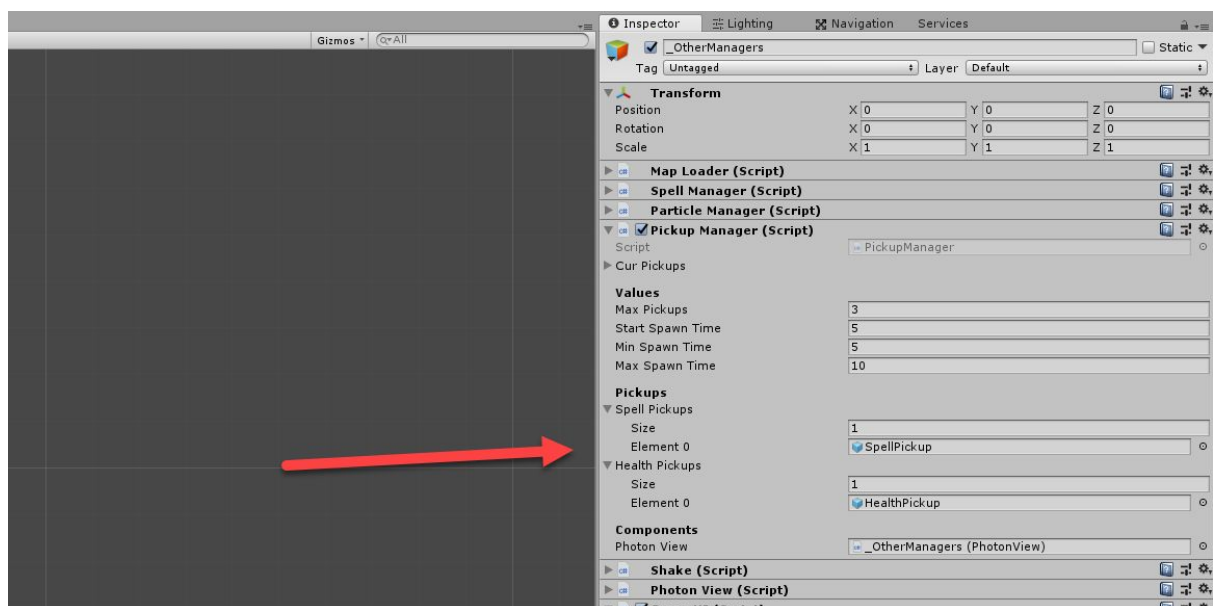 Inspector Lighting Navigation Services
Gizmos All
_OtherManagers Static
Tag Untagged Layer Default
Transform
Position X 0 Y 0 Z 0
Rotation X 0 Y 0 Z 0
Scale X 1 Y 1 Z 1
Map Loader (Script)
Spell Manager (Script)
Particle Manager (Script)
Pickup Manager (Script)
Script PickupManager
Cur Pickups
Values
Max Pickups 3
Start Spawn Time 5
Min Spawn Time 5
Max Spawn Time 10
Pickups
Spell Pickups
Size 1
Element 0 SpellPickup
Health Pickups
Size 1
Element 0 HealthPickup
Components
Photon View _OtherManagers (PhotonView)
Shake (Script)
Photon View (Script)